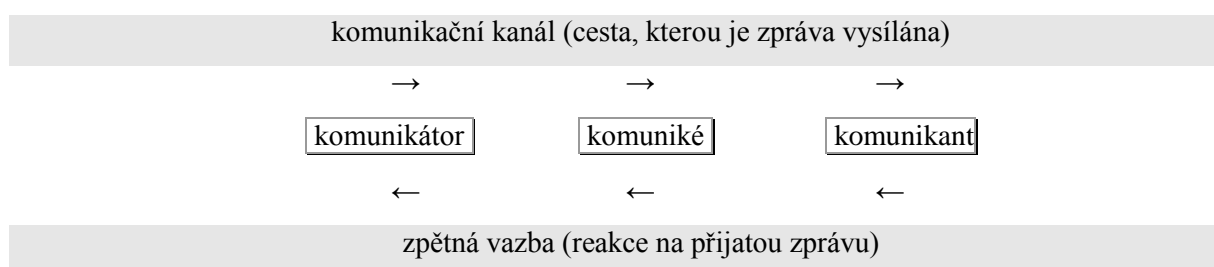 komunikační kanál (cesta, kterou je zpráva vysílána)
→ → →
komunikátor komuniké komunikant
← ← ←
zpětná vazba (reakce na přijatou zprávu)